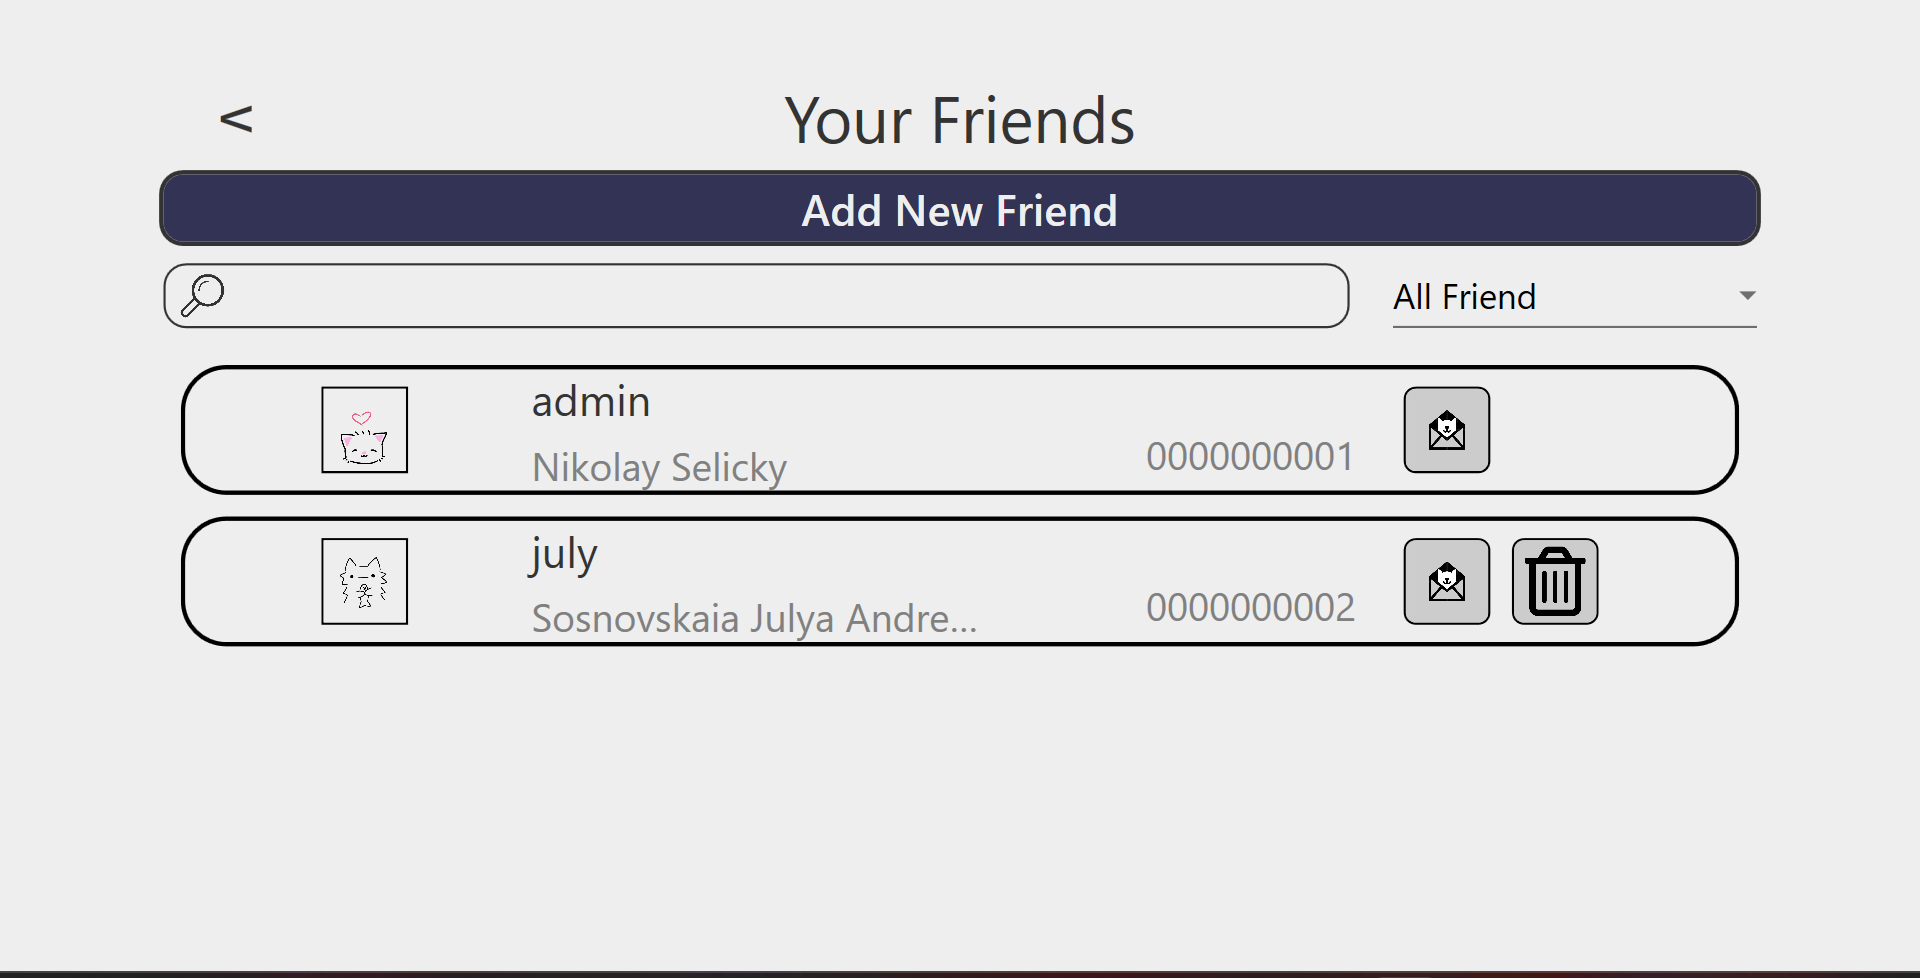 <
Your Friends
Add New Friend
All Friend
admin
Nikolay Selicky
0000000001
july
Sosnovskaia Julya Andre...
0000000002